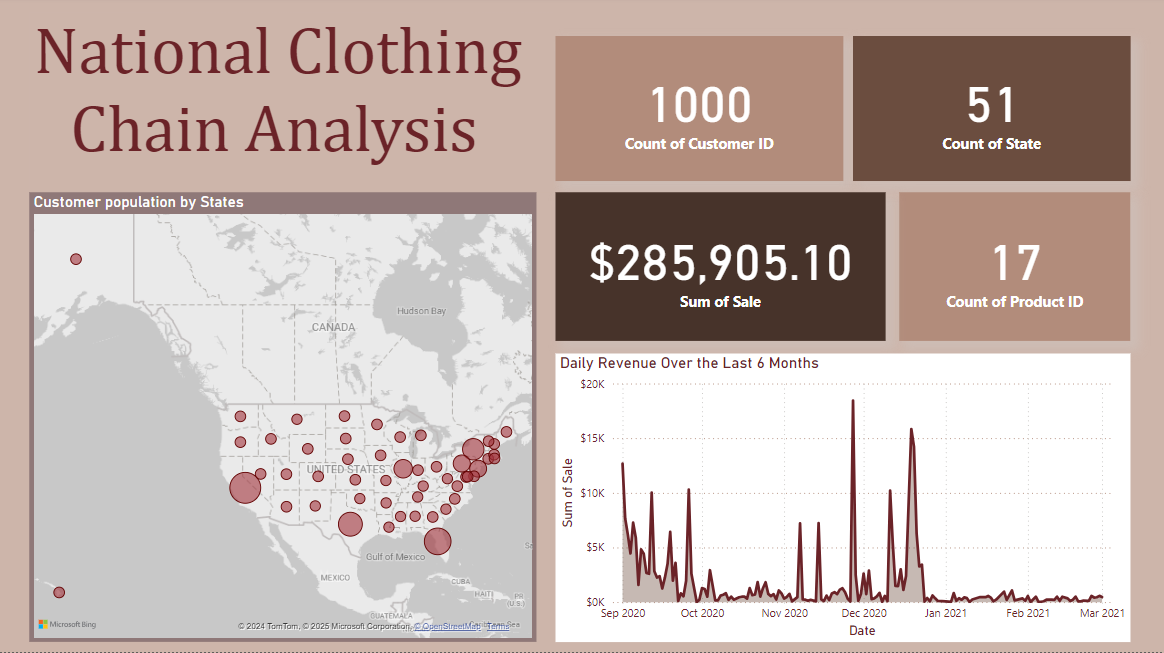 National Clothing
Chain Analysis
1000
Count of Customer ID
51
Count of State
$285,905.10
Sum of Sale
17
Count of Product ID
Customer population by States
Hudson Bay
CANADA
UNITED STATES
Gulf of Mexico
MEXICO
CUBA
HAITI
PR
(U.S.)
GUATEMALA
Microsoft Bing
© 2024 TomTom, © 2025 Microsoft Corporation, © OpenStreetMap Terms
Daily Revenue Over the Last 6 Months
Sum of Sale
$20K
$15K
$10K
$5K
$0K
Sep 2020 Oct 2020 Nov 2020 Dec 2020 Jan 2021 Feb 2021 Mar 2021
Date